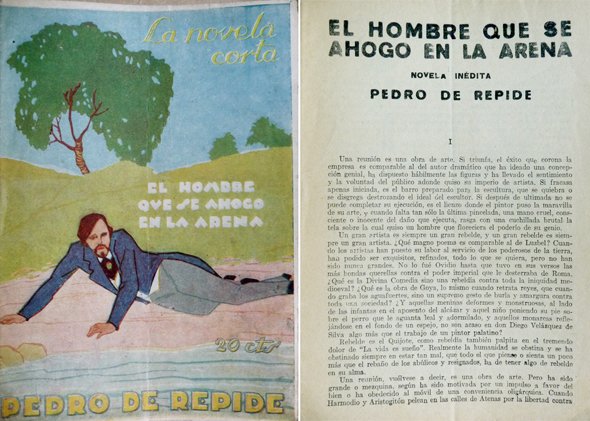 La novela
corta
EL HOMBRE
QUE SE AHOGO
EN LA ARENA
20 cts
PEDRO DE REPIDE
EL HOMBRE QUE SE
AHOGO EN LA ARENA
NOVELA INÉDITA
PEDRO DE REPIDE
I
Una reunión es una obra de arte. Si triunfa, el éxito que corona la
empresa es comparable al del autor dramático que ha ideado una concep-
ción genial, ha dispuesto hábilmente las figuras y ha llevado el sentimiento
y la voluntad del público adonde quiso su imperio de artista. Si fracasa
apenas iniciada, es el barro preparado para la escultura, que se quiebra o
se disgrega destrozando el ideal del escultor. Si después de ultimada no se
puede completar su ejecución, es el lienzo donde el pintor puso la maravilla
de su arte, y cuando falta tán sólo la última pincelada, una mano cruel, cons-
ciente o inocente del daño que ejecuta, rasga con una cuchillada brutal la
tela sobre la cual quiso un hombre que floreciera el poderío de su genio.
Un gran artista es siempre un gran rebelde, y un gran rebelde es siem-
pre un gran artista. ¿Qué magno poema es comparable al de Luzbel? Cuan-
do los artistas han puesto su labor al servicio de los poderosos de la tierra,
han podido ser exquisitos, refinados, todo lo que se quiera, pero no han
sido nunca grandes. No lo fué Ovidio hasta que tuvo en sus versos las
más hondas querellas contra el poder imperial que le desterraba de Roma.
¿Qué es la Divina Comedia sino una rebeldía contra toda la iniquidad me-
dioeval? ¿Qué es la obra de Goya, lo mismo cuando retrata reyes, que cuan-
do graba los aguafuertes, sino un supremo gesto de burla y amargura contra
toda una sociedad? ¿Y aquellas meninas deformes y monstruosas, al lado
de las infantas en el aposento del alcázar y aquel niño poniendo su pie so-
bre el perro que le aguanta leal y adormilado, y aquellos monarcas refle-
jándose en el fondo de un espejo, no son acaso en don Diego Velázquez de
Silva algo más que el trabajo de un pintor palatino?
Rebelde es el Quijote, como rebeldía también palpita en el tremendo
dolor de "La vida es sueño". Realmente la humanidad se obstina y se ha
obstinado siempre en estar tan mal, que todo el que piense o sienta un poco
más que el rebaño de los abúlicos y resignados, ha de tener algo de rebelde
en su alma.
Una reunión, vuélvese a decir, es una obra de arte. Pero ha sido
grande o mezquina, según ha sido motivada por un impulso a favor del
bien o ha obedecido al móvil de una conveniencia oligárquica. Cuando
Harmodio y Aristogitón pelean en las calles de Atenas por la libertad contra